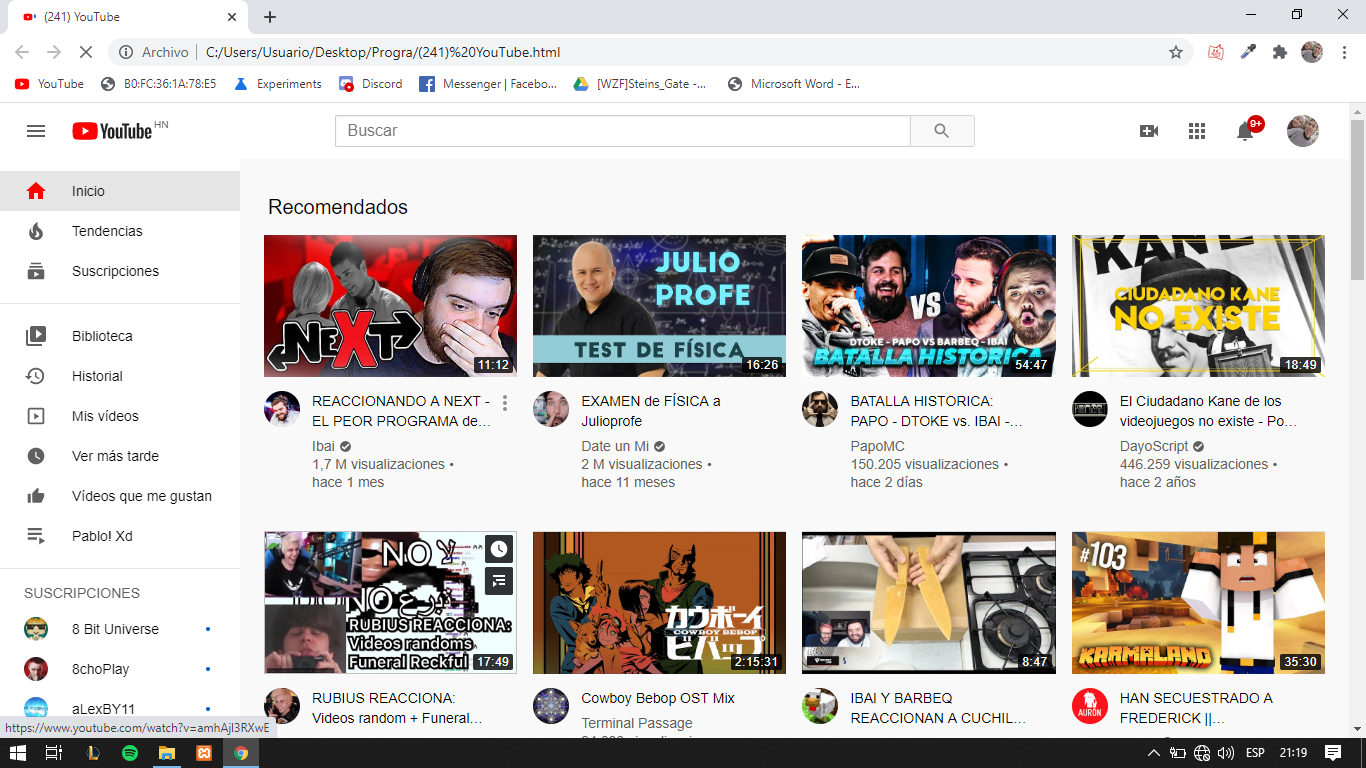 (241) YouTube
Archivo
C:/Users/Usuario/Desktop/Progra/(241)%20YouTube.html
YouTube
B0:FC:36:1A:78:E5
Experiments
Discord
Messenger | Facebo...
[WZF]Steins_Gate -...
Microsoft Word - E...
YouTube HN
Buscar
9+
Inicio
Tendencias
Suscripciones
Biblioteca
Historial
Mis vídeos
Ver más tarde
Vídeos que me gustan
Pablo! Xd
SUSCRIPCIONES
8 Bit Universe
8choPlay
aLexBY11
Recomendados
NEXT
11:12
REACCIONANDO A NEXT -
EL PEOR PROGRAMA de...
Ibai
1,7 M visualizaciones •
hace 1 mes
JULIO
PROFE
TEST DE FÍSICA
16:26
EXAMEN de FÍSICA a
Julioprofe
Date un Mi
2 M visualizaciones •
hace 11 meses
VS
DTOKE - PAPO VS BARBEQ - IBAI
BATALLA HISTORICA
54:47
BATALLA HISTORICA:
PAPO - DTOKE vs. IBAI -...
PapoMC
150.205 visualizaciones •
hace 2 días
KANE
CIUDADANO KANE
NO EXISTE
18:49
El Ciudadano Kane de los
videojuegos no existe - Po...
DayoScript
446.259 visualizaciones •
hace 2 años
NO
NO
RUBIUS REACCIONA:
Videos randoms
Funeral Reckful
17:49
RUBIUS REACCIONA:
Videos random + Funeral...
カウボーイ
COWBOY BEBOP
ビバップ
2:15:31
Cowboy Bebop OST Mix
Terminal Passage
8:47
IBAI Y BARBEQ
REACCIONAN A CUCHIL...
#103
KARMALAND
35:30
AURÓN
HAN SECUESTRADO A
FREDERICK ||...
https://www.youtube.com/watch?v=amhAjI3RXwE
ESP
21:19